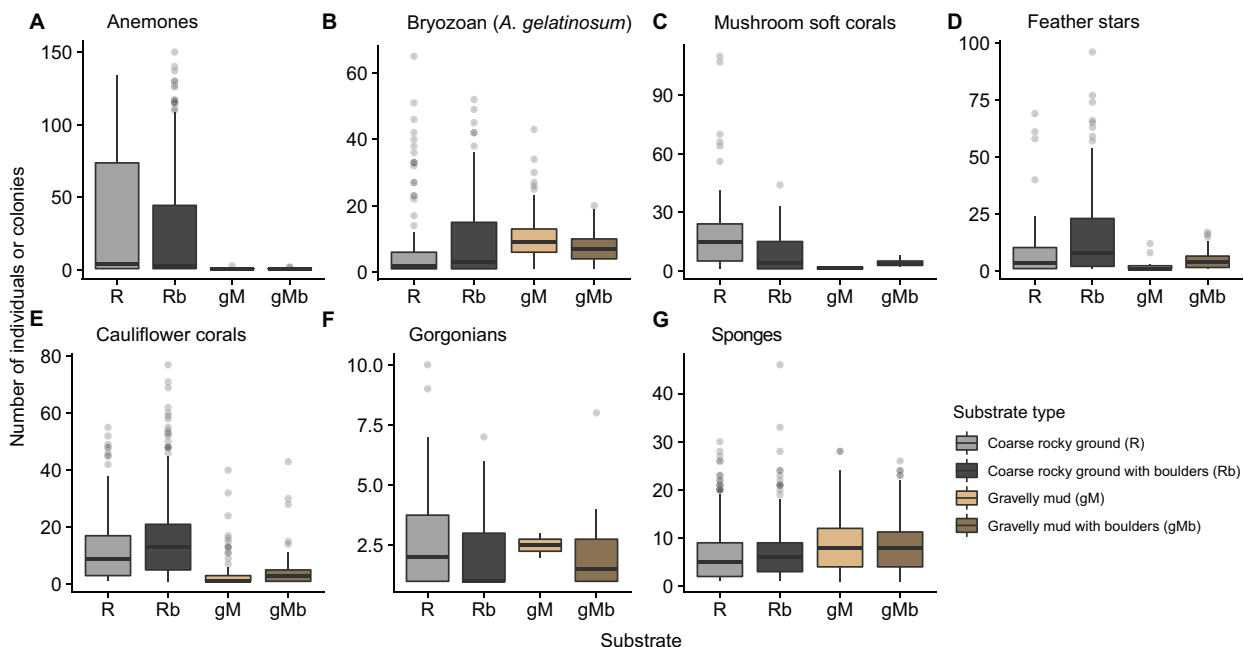 A Anemones
B Bryozoan (A. gelatinosum)
C Mushroom soft corals
D Feather stars
150
100
50
0
R Rb gM gMb
60
40
20
0
R Rb gM gMb
90
60
30
0
R Rb gM gMb
100
75
50
25
0
R Rb gM gMb
Number of individuals or colonies
E Cauliflower corals
F Gorgonians
G Sponges
80
60
40
20
0
R Rb gM gMb
10.0
7.5
5.0
2.5
R Rb gM gMb
40
30
20
10
0
R Rb gM gMb
Substrate
Substrate type
Coarse rocky ground (R)
Coarse rocky ground with boulders (Rb)
Gravelly mud (gM)
Gravelly mud with boulders (gMb)